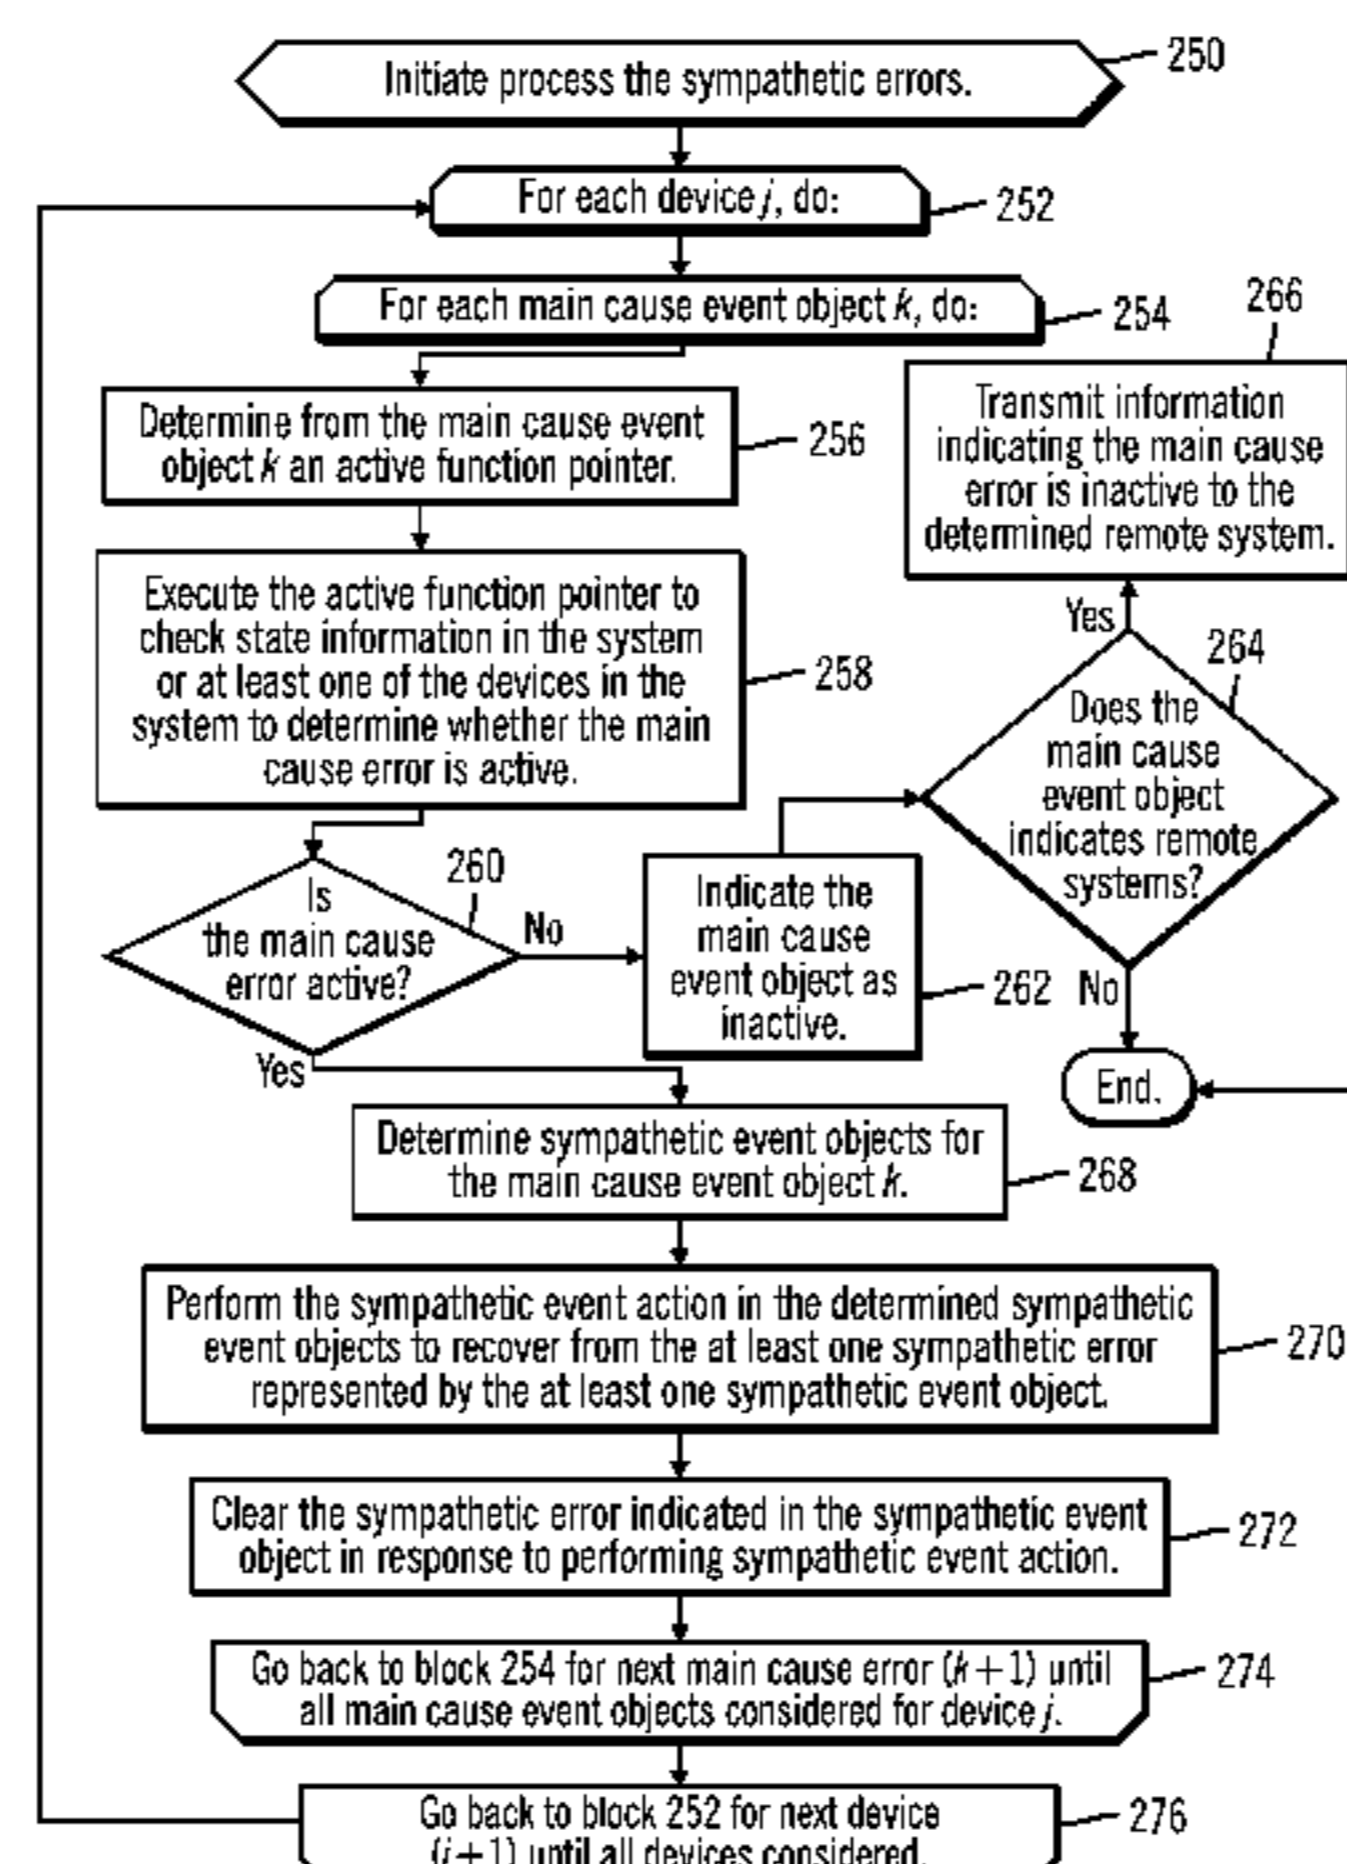 Initiate process the sympathetic errors.
250
For each device j, do:
252
For each main cause event object k, do:
254
Determine from the main cause event
object k an active function pointer.
256
Execute the active function pointer to
check state information in the system
or at least one of the devices in the
system to determine whether the main
cause error is active.
258
Is
the main cause
error active?
260
No
Yes
Indicate the
main cause
event object as
inactive.
262
Does the
main cause
event object
indicates remote
systems?
264
Yes
No
Transmit information
indicating the main cause
error is inactive to the
determined remote system.
266
End.
Determine sympathetic event objects for
the main cause event object k.
268
Perform the sympathetic event action in the determined sympathetic
event objects to recover from the at least one sympathetic error
represented by the at least one sympathetic event object.
270
Clear the sympathetic error indicated in the sympathetic event
object in response to performing sympathetic event action.
272
Go back to block 254 for next main cause error (k+1) until
all main cause event objects considered for device j.
274
Go back to block 252 for next device
(j+1) until all devices considered.
276